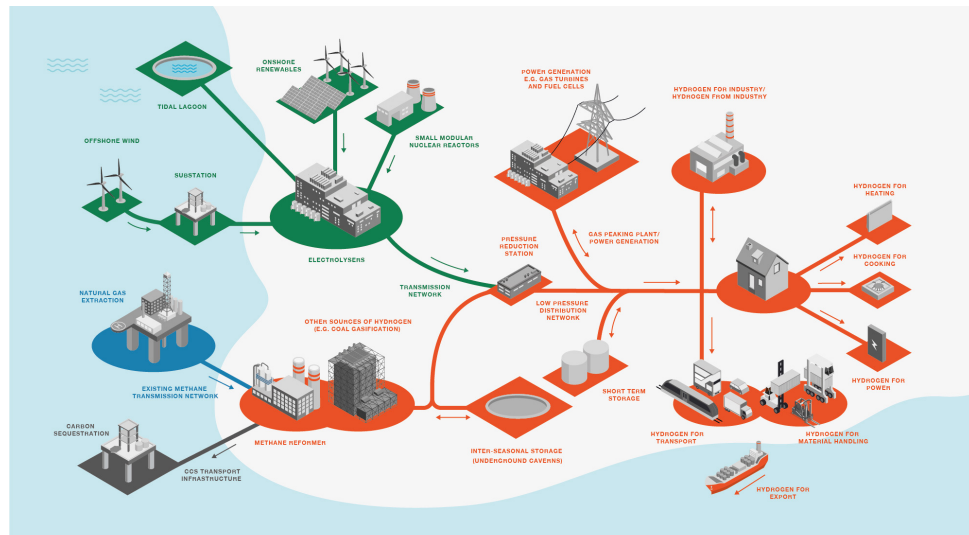 ONSHORE
RENEWABLES
TIDAL LAGOON
OFFSHORE WIND
SUBSTATION
SMALL MODULAR
NUCLEAR REACTORS
ELECTROLYSERS
TRANSMISSION
NETWORK
POWER GENERATION
E.G. GAS TURBINES
AND FUEL CELLS
HYDROGEN FOR INDUSTRY/
HYDROGEN FROM INDUSTRY
GAS PEAKING PLANT/
POWER GENERATION
PRESSURE
REDUCTION
STATION
LOW PRESSURE
DISTRIBUTION
NETWORK
HYDROGEN FOR
HEATING
HYDROGEN FOR
COOKING
HYDROGEN FOR
POWER
NATURAL GAS
EXTRACTION
EXISTING METHANE
TRANSMISSION NETWORK
OTHER SOURCES OF HYDROGEN
(E.G. COAL GASIFICATION)
METHANE REFORMER
CARBON
SEQUESTRATION
CCS TRANSPORT
INFRASTRUCTURE
SHORT TERM
STORAGE
INTER-SEASONAL STORAGE
(UNDERGROUND CAVERNS)
HYDROGEN FOR
TRANSPORT
HYDROGEN FOR
MATERIAL HANDLING
HYDROGEN FOR
EXPORT